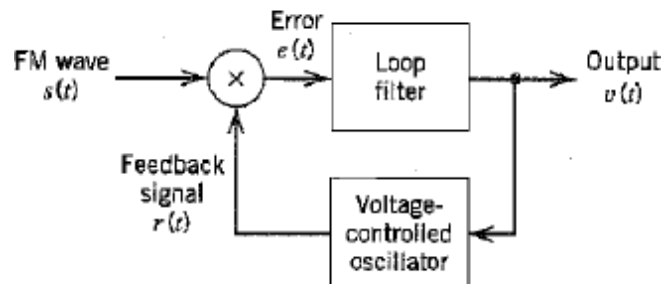 FM wave
s(t)
×
Error
e(t)
Loop
filter
Output
v(t)
Feedback
signal
r(t)
Voltage-
controlled
oscillator